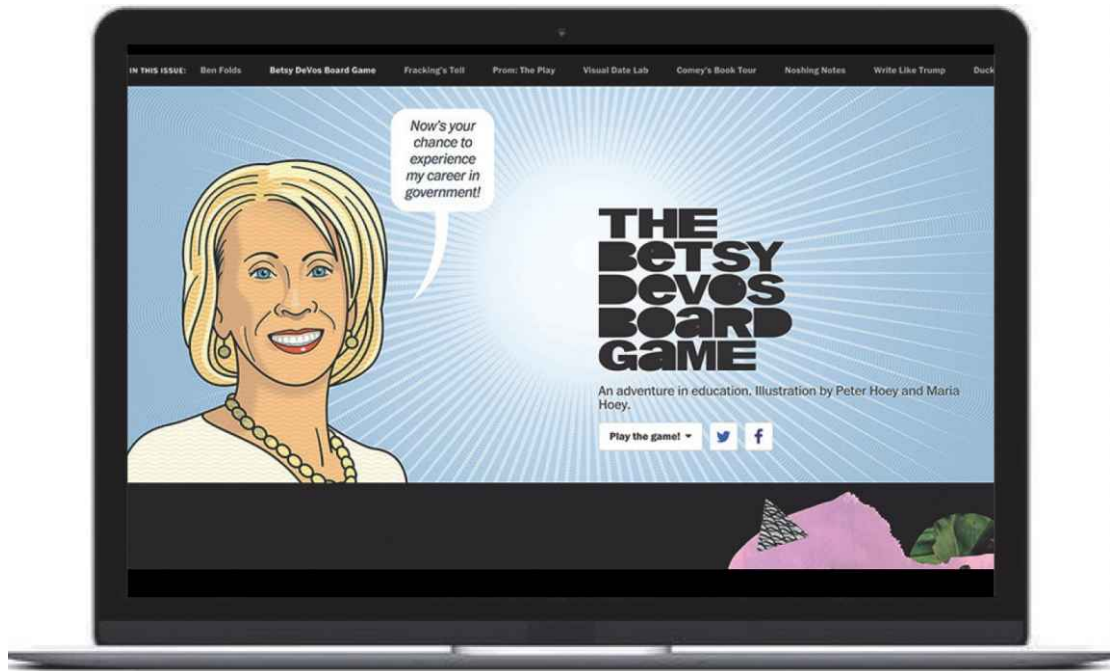 IN THIS ISSUE: Ben Folds Betsy DeVos Board Game Fracking's Toll Prom: The Play Visual Date Lab Comey's Book Tour Noshing Notes Write Like Trump Duck
Now's your
chance to
experience
my career in
government!
THE
BeTSY
DeVOS
BOaRD
GaME
An adventure in education. Illustration by Peter Hoey and Maria
Hoey.
Play the game!